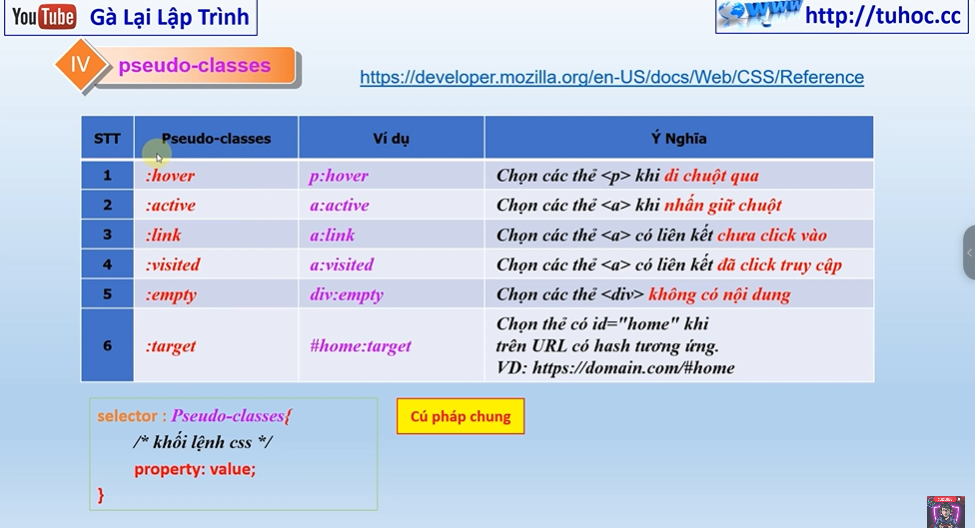 YouTube Gà Lại Lập Trình
WWW http://tuhoc.cc
IV pseudo-classes
https://developer.mozilla.org/en-US/docs/Web/CSS/Reference
STT Pseudo-classes Ví dụ Ý Nghĩa
1 :hover p:hover Chọn các thẻ <p> khi di chuột qua
2 :active a:active Chọn các thẻ <a> khi nhấn giữ chuột
3 :link a:link Chọn các thẻ <a> có liên kết chưa click vào
4 :visited a:visited Chọn các thẻ <a> có liên kết đã click truy cập
5 :empty div:empty Chọn các thẻ <div> không có nội dung
6 :target #home:target Chọn thẻ có id="home" khi
trên URL có hash tương ứng.
VD: https://domain.com/#home
selector : Pseudo-classes{
/* khối lệnh css */
property: value;
}
Cú pháp chung